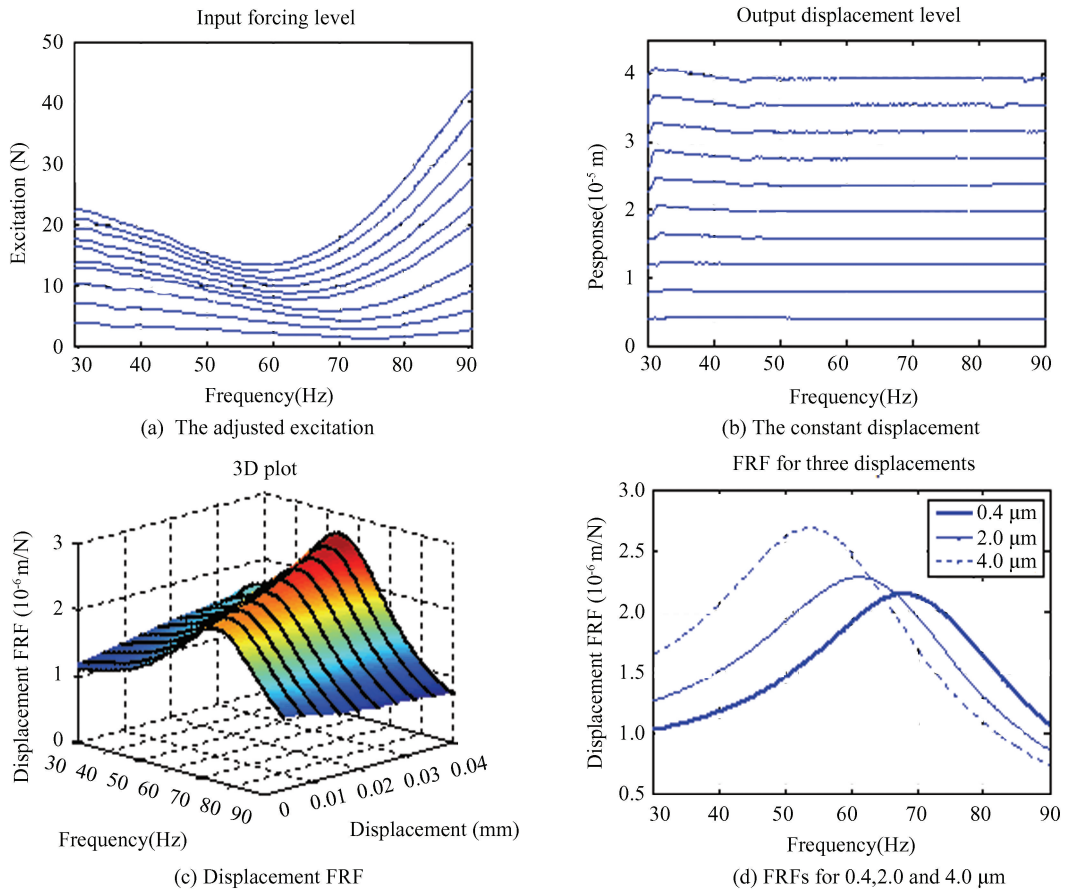 Input forcing level
50
40
30
20
10
0
Excitation (N)
30 40 50 60 70 80 90
Frequency(Hz)
(a) The adjusted excitation
Output displacement level
4
3
2
1
0
Pesponse(10⁻⁵ m)
30 40 50 60 70 80 90
Frequency(Hz)
(b) The constant displacement
3D plot
3
2
1
0
Displacement FRF (10⁻⁶ m/N)
30 40 50 60 70 80 90
Frequency(Hz)
0 0.01 0.02 0.03 0.04
Displacement (mm)
(c) Displacement FRF
FRF for three displacements
3.0
2.5
2.0
1.5
1.0
0.5
Displacement FRF (10⁻⁶ m/N)
0.4 μm
2.0 μm
4.0 μm
30 40 50 60 70 80 90
Frequency(Hz)
(d) FRFs for 0.4,2.0 and 4.0 μm